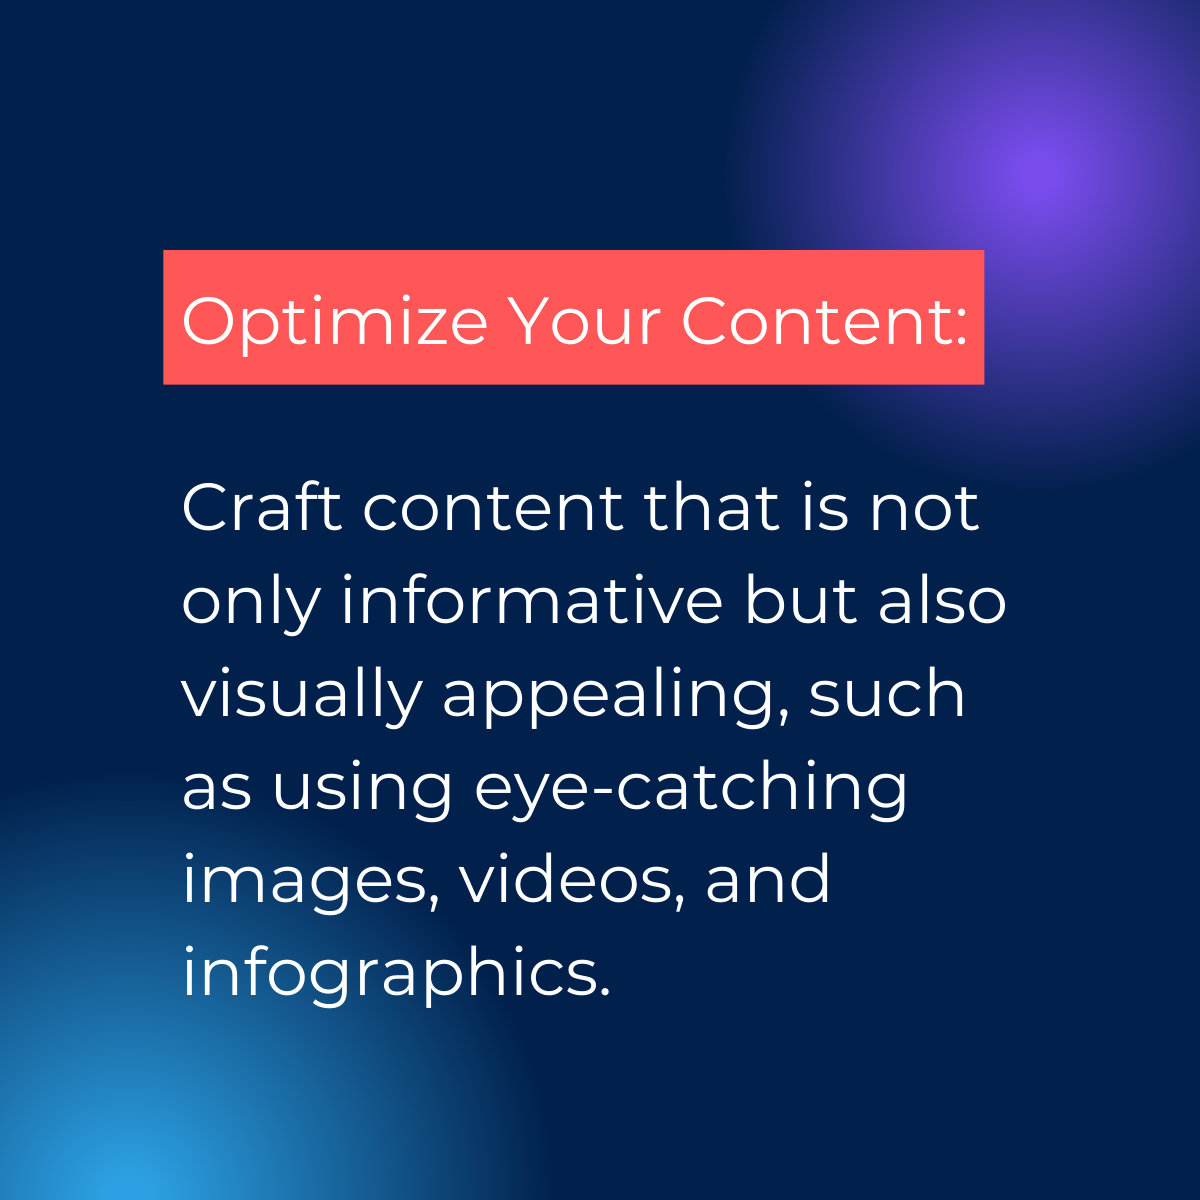 Optimize Your Content:
Craft content that is not
only informative but also
visually appealing, such
as using eye-catching
images, videos, and
infographics.